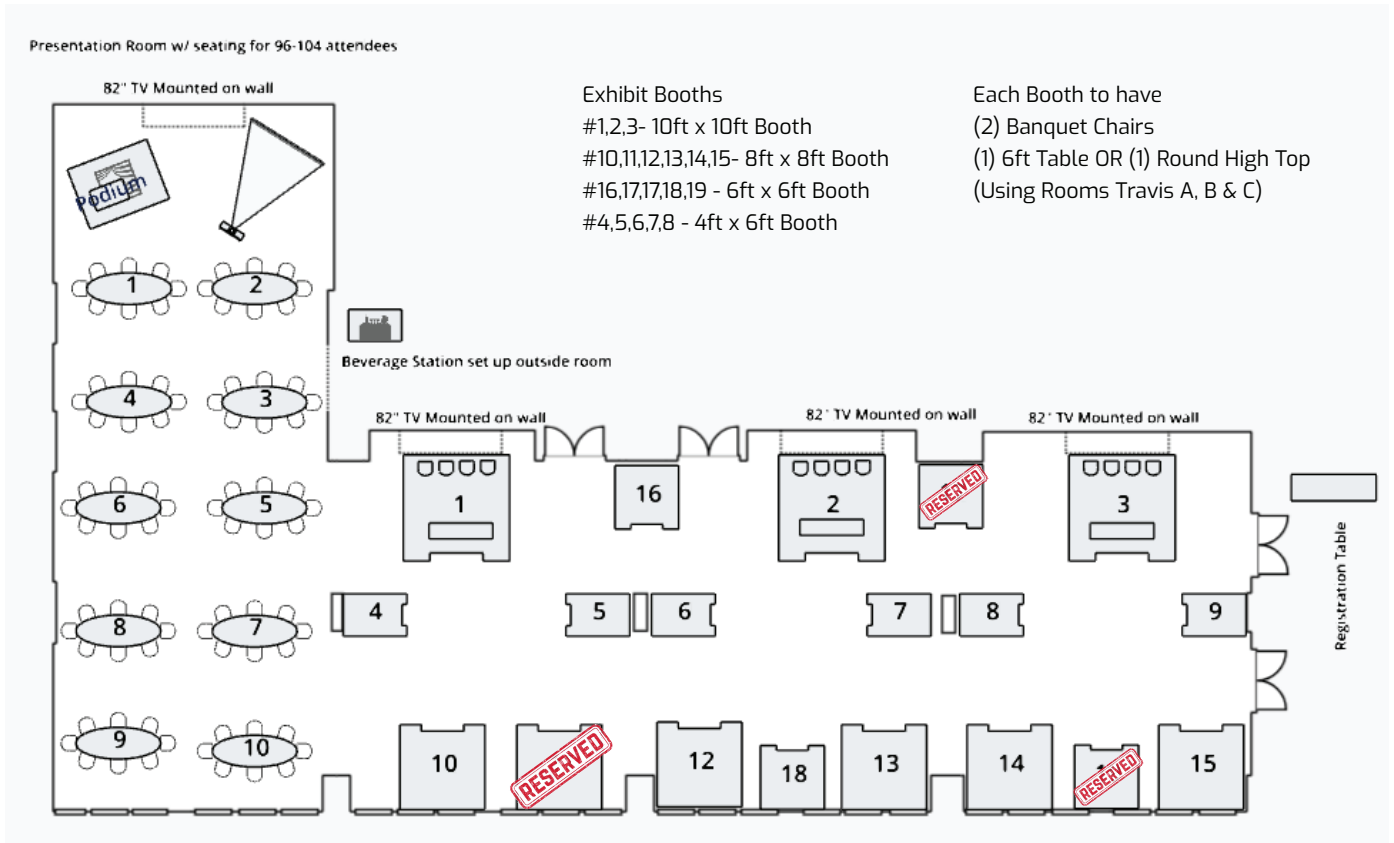 Presentation Room w/ seating for 96-104 attendees
82" TV Mounted on wall
Exhibit Booths
#1,2,3- 10ft x 10ft Booth
#10,11,12,13,14,15- 8ft x 8ft Booth
#16,17,17,18,19 - 6ft x 6ft Booth
#4,5,6,7,8 - 4ft x 6ft Booth
Each Booth to have
(2) Banquet Chairs
(1) 6ft Table OR (1) Round High Top
(Using Rooms Travis A, B & C)
Podium
1
2
Beverage Station set up outside room
4
3
82" TV Mounted on wall
82" TV Mounted on wall
82" TV Mounted on wall
6
5
1
16
2
RESERVED
3
Registration Table
8
7
4
5
6
7
8
9
9
10
10
RESERVED
12
18
13
14
RESERVED
15